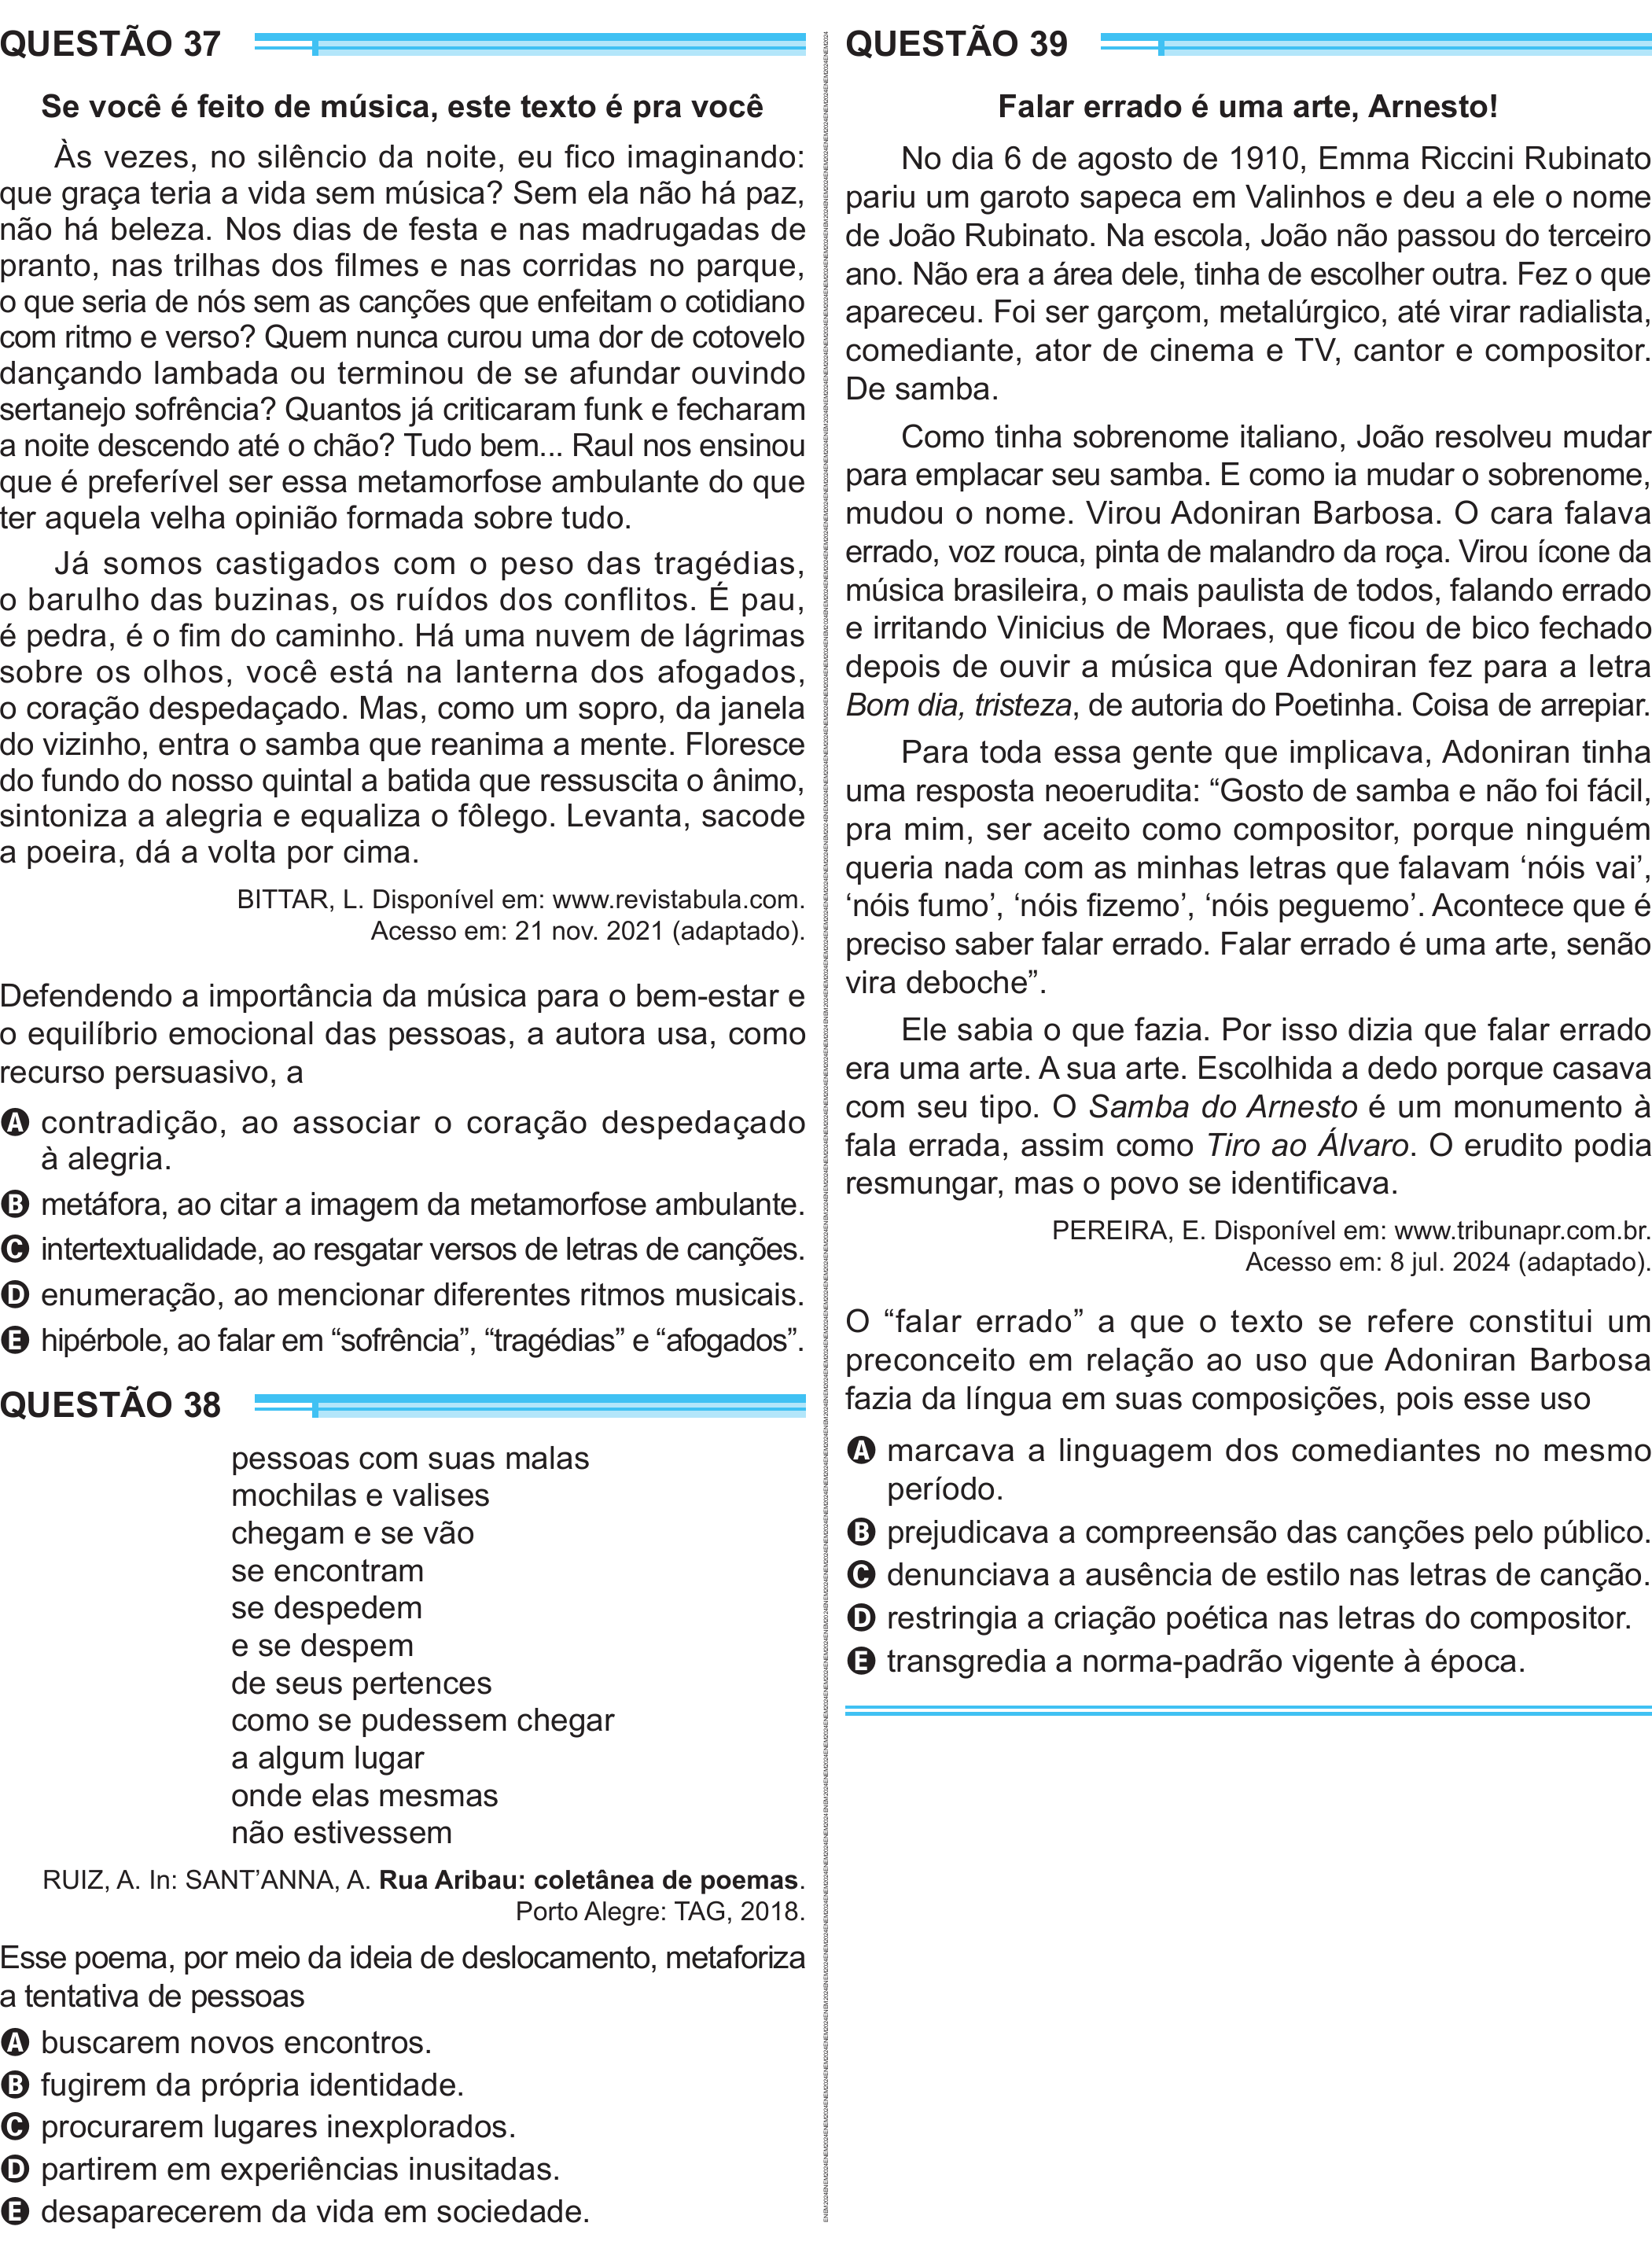 QUESTÃO 37
Se você é feito de música, este texto é pra você
Às vezes, no silêncio da noite, eu fico imaginando:
que graça teria a vida sem música? Sem ela não há paz,
não há beleza. Nos dias de festa e nas madrugadas de
pranto, nas trilhas dos filmes e nas corridas no parque,
o que seria de nós sem as canções que enfeitam o cotidiano
com ritmo e verso? Quem nunca curou uma dor de cotovelo
dançando lambada ou terminou de se afundar ouvindo
sertanejo sofrência? Quantos já criticaram funk e fecharam
a noite descendo até o chão? Tudo bem... Raul nos ensinou
que é preferível ser essa metamorfose ambulante do que
ter aquela velha opinião formada sobre tudo.
Já somos castigados com o peso das tragédias,
o barulho das buzinas, os ruídos dos conflitos. É pau,
é pedra, é o fim do caminho. Há uma nuvem de lágrimas
sobre os olhos, você está na lanterna dos afogados,
o coração despedaçado. Mas, como um sopro, da janela
do vizinho, entra o samba que reanima a mente. Floresce
do fundo do nosso quintal a batida que ressuscita o ânimo,
sintoniza a alegria e equaliza o fôlego. Levanta, sacode
a poeira, dá a volta por cima.
BITTAR, L. Disponível em: www.revistabula.com.
Acesso em: 21 nov. 2021 (adaptado).
Defendendo a importância da música para o bem-estar e
o equilíbrio emocional das pessoas, a autora usa, como
recurso persuasivo, a
A contradição, ao associar o coração despedaçado
à alegria.
B metáfora, ao citar a imagem da metamorfose ambulante.
C intertextualidade, ao resgatar versos de letras de canções.
D enumeração, ao mencionar diferentes ritmos musicais.
E hipérbole, ao falar em “sofrência”, “tragédias” e “afogados”.
QUESTÃO 38
pessoas com suas malas
mochilas e valises
chegam e se vão
se encontram
se despedem
e se despem
de seus pertences
como se pudessem chegar
a algum lugar
onde elas mesmas
não estivessem
RUIZ, A. In: SANT’ANNA, A. Rua Aribau: coletânea de poemas.
Porto Alegre: TAG, 2018.
Esse poema, por meio da ideia de deslocamento, metaforiza
a tentativa de pessoas
A buscarem novos encontros.
B fugirem da própria identidade.
C procurarem lugares inexplorados.
D partirem em experiências inusitadas.
E desaparecerem da vida em sociedade.
QUESTÃO 39
Falar errado é uma arte, Arnesto!
No dia 6 de agosto de 1910, Emma Riccini Rubinato
pariu um garoto sapeca em Valinhos e deu a ele o nome
de João Rubinato. Na escola, João não passou do terceiro
ano. Não era a área dele, tinha de escolher outra. Fez o que
apareceu. Foi ser garçom, metalúrgico, até virar radialista,
comediante, ator de cinema e TV, cantor e compositor.
De samba.
Como tinha sobrenome italiano, João resolveu mudar
para emplacar seu samba. E como ia mudar o sobrenome,
mudou o nome. Virou Adoniran Barbosa. O cara falava
errado, voz rouca, pinta de malandro da roça. Virou ícone da
música brasileira, o mais paulista de todos, falando errado
e irritando Vinicius de Moraes, que ficou de bico fechado
depois de ouvir a música que Adoniran fez para a letra
Bom dia, tristeza, de autoria do Poetinha. Coisa de arrepiar.
Para toda essa gente que implicava, Adoniran tinha
uma resposta neoerudita: “Gosto de samba e não foi fácil,
pra mim, ser aceito como compositor, porque ninguém
queria nada com as minhas letras que falavam ‘nóis vai’,
‘nóis fumo’, ‘nóis fizemo’, ‘nóis peguemo’. Acontece que é
preciso saber falar errado. Falar errado é uma arte, senão
vira deboche”.
Ele sabia o que fazia. Por isso dizia que falar errado
era uma arte. A sua arte. Escolhida a dedo porque casava
com seu tipo. O Samba do Arnesto é um monumento à
fala errada, assim como Tiro ao Álvaro. O erudito podia
resmungar, mas o povo se identificava.
PEREIRA, E. Disponível em: www.tribunapr.com.br.
Acesso em: 8 jul. 2024 (adaptado).
O “falar errado” a que o texto se refere constitui um
preconceito em relação ao uso que Adoniran Barbosa
fazia da língua em suas composições, pois esse uso
A marcava a linguagem dos comediantes no mesmo
período.
B prejudicava a compreensão das canções pelo público.
C denunciava a ausência de estilo nas letras de canção.
D restringia a criação poética nas letras do compositor.
E transgredia a norma-padrão vigente à época.